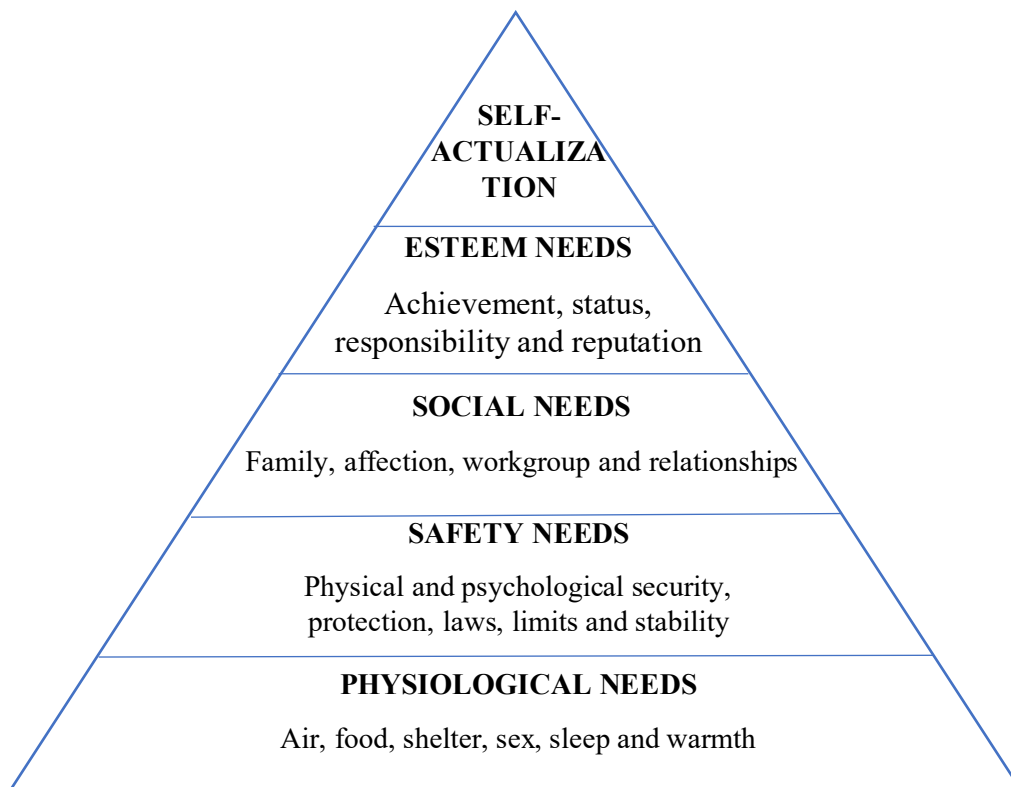 SELF-
ACTUALIZA
TION
ESTEEM NEEDS
Achievement, status,
responsibility and reputation
SOCIAL NEEDS
Family, affection, workgroup and relationships
SAFETY NEEDS
Physical and psychological security,
protection, laws, limits and stability
PHYSIOLOGICAL NEEDS
Air, food, shelter, sex, sleep and warmth